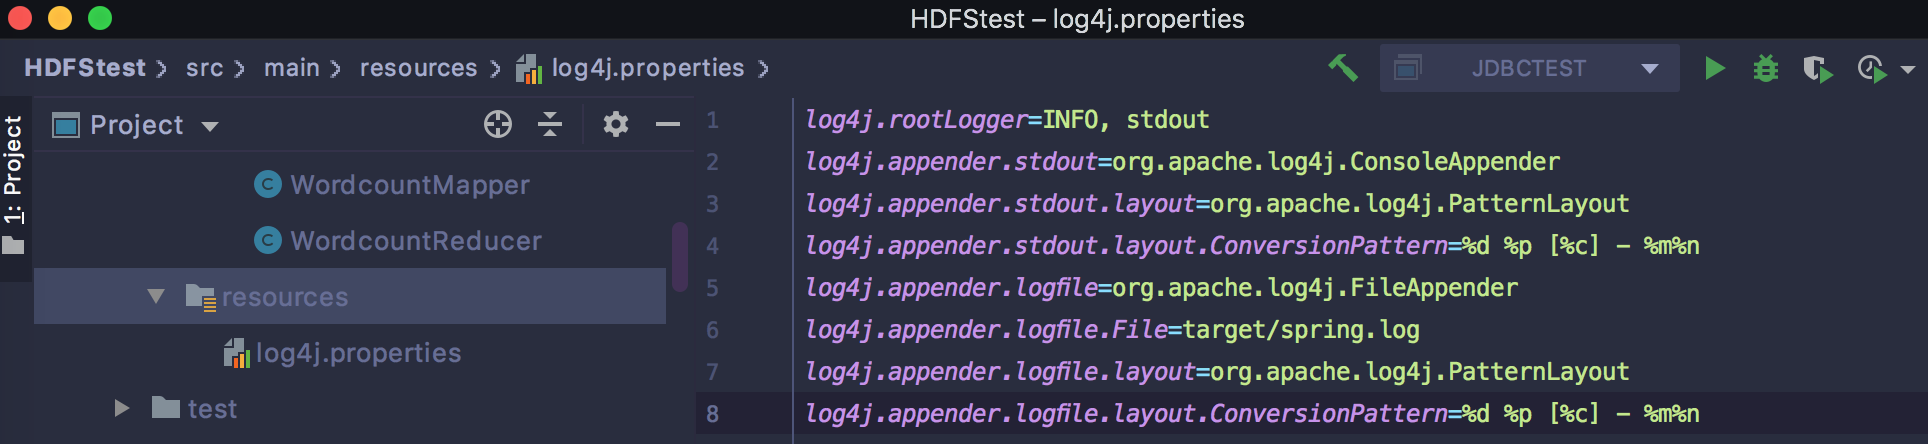 HDFStest – log4j.properties
HDFStest src main resources log4j.properties
JDBCTEST
1: Project
Project
WordcountMapper
WordcountReducer
resources
log4j.properties
test
1 log4j.rootLogger=INFO, stdout
2 log4j.appender.stdout=org.apache.log4j.ConsoleAppender
3 log4j.appender.stdout.layout=org.apache.log4j.PatternLayout
4 log4j.appender.stdout.layout.ConversionPattern=%d %p [%c] - %m%n
5 log4j.appender.logfile=org.apache.log4j.FileAppender
6 log4j.appender.logfile.File=target/spring.log
7 log4j.appender.logfile.layout=org.apache.log4j.PatternLayout
8 log4j.appender.logfile.layout.ConversionPattern=%d %p [%c] - %m%n